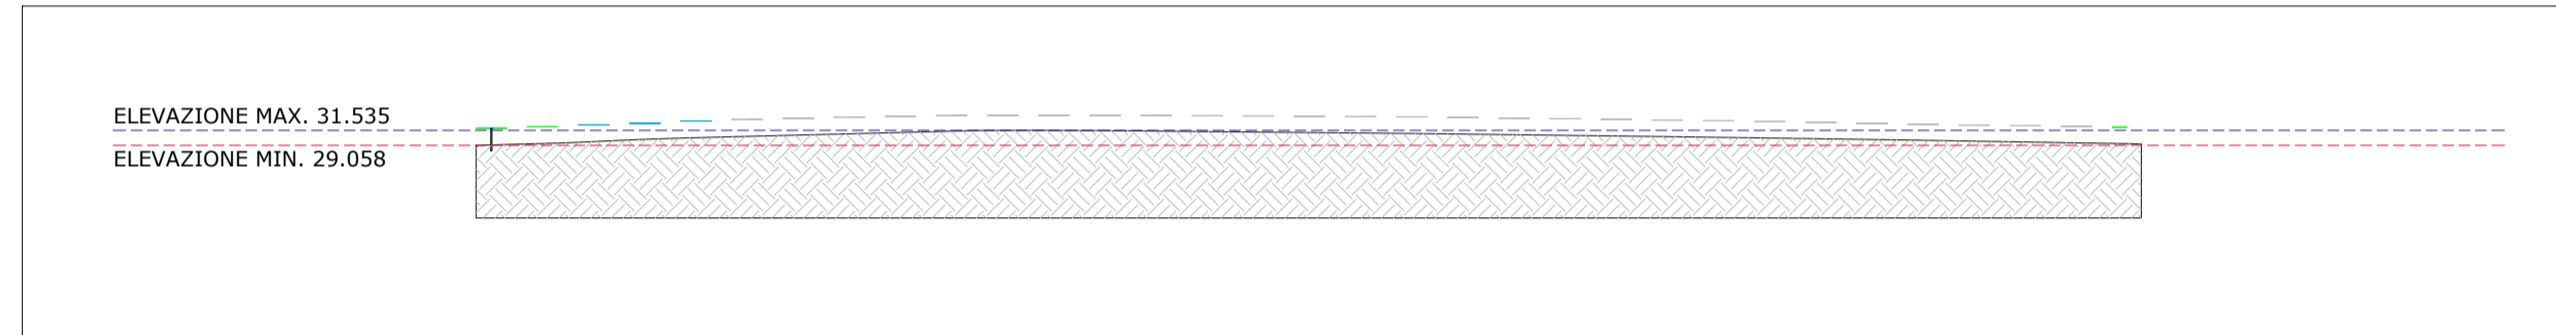 ELEVAZIONE MAX. 31.535
ELEVAZIONE MIN. 29.058